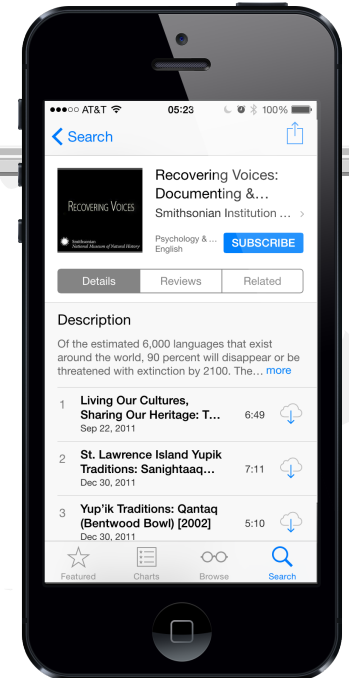 AT&T 05:23 100%
Search
RECOVERING VOICES
Smithsonian
National Museum of Natural History
Recovering Voices:
Documenting &...
Smithsonian Institution ...
Psychology & ...
English
SUBSCRIBE
Details Reviews Related
Description
Of the estimated 6,000 languages that exist
around the world, 90 percent will disappear or be
threatened with extinction by 2100. The... more
1 Living Our Cultures,
Sharing Our Heritage: T... 6:49
Sep 22, 2011
2 St. Lawrence Island Yupik
Traditions: Sanightaaq... 7:11
Dec 30, 2011
3 Yup'ik Traditions: Qantaq
(Bentwood Bowl) [2002] 5:10
Dec 30, 2011
Featured Charts Browse Search